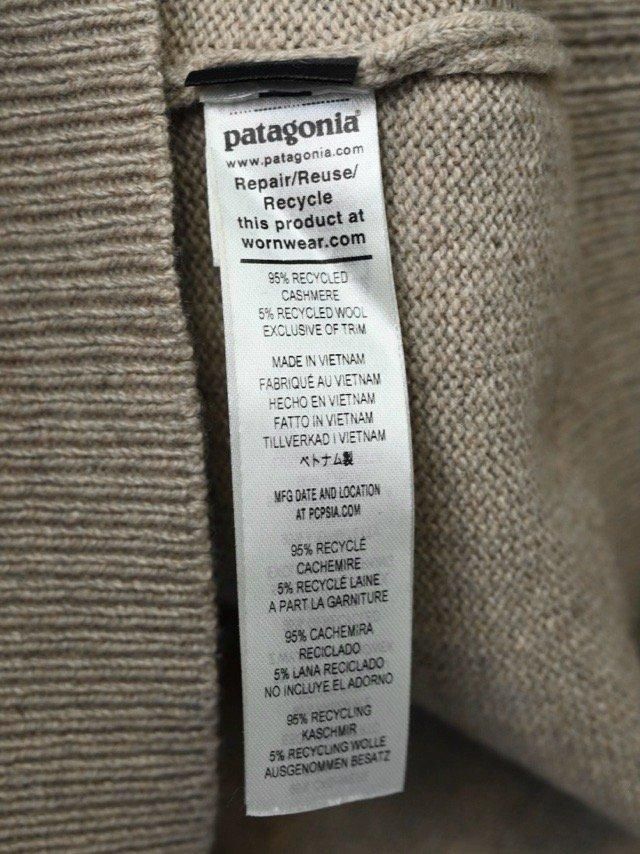 patagonia®
www.patagonia.com
Repair/Reuse/
Recycle
this product at
wornwear.com
95% RECYCLED
CASHMERE
5% RECYCLED WOOL
EXCLUSIVE OF TRIM
MADE IN VIETNAM
FABRIQUÉ AU VIETNAM
HECHO EN VIETNAM
FATTO IN VIETNAM
TILLVERKAD I VIETNAM
ベトナム製
MFG DATE AND LOCATION
AT PCPSIA.COM
95% RECYCLÉ
CACHEMIRE
5% RECYCLÉ LAINE
A PART LA GARNITURE
95% CACHEMIRA
RECICLADO
5% LANA RECICLADO
NO INCLUYE EL ADORNO
95% RECYCLING
KASCHMIR
5% RECYCLING WOLLE
AUSGENOMMEN BESATZ